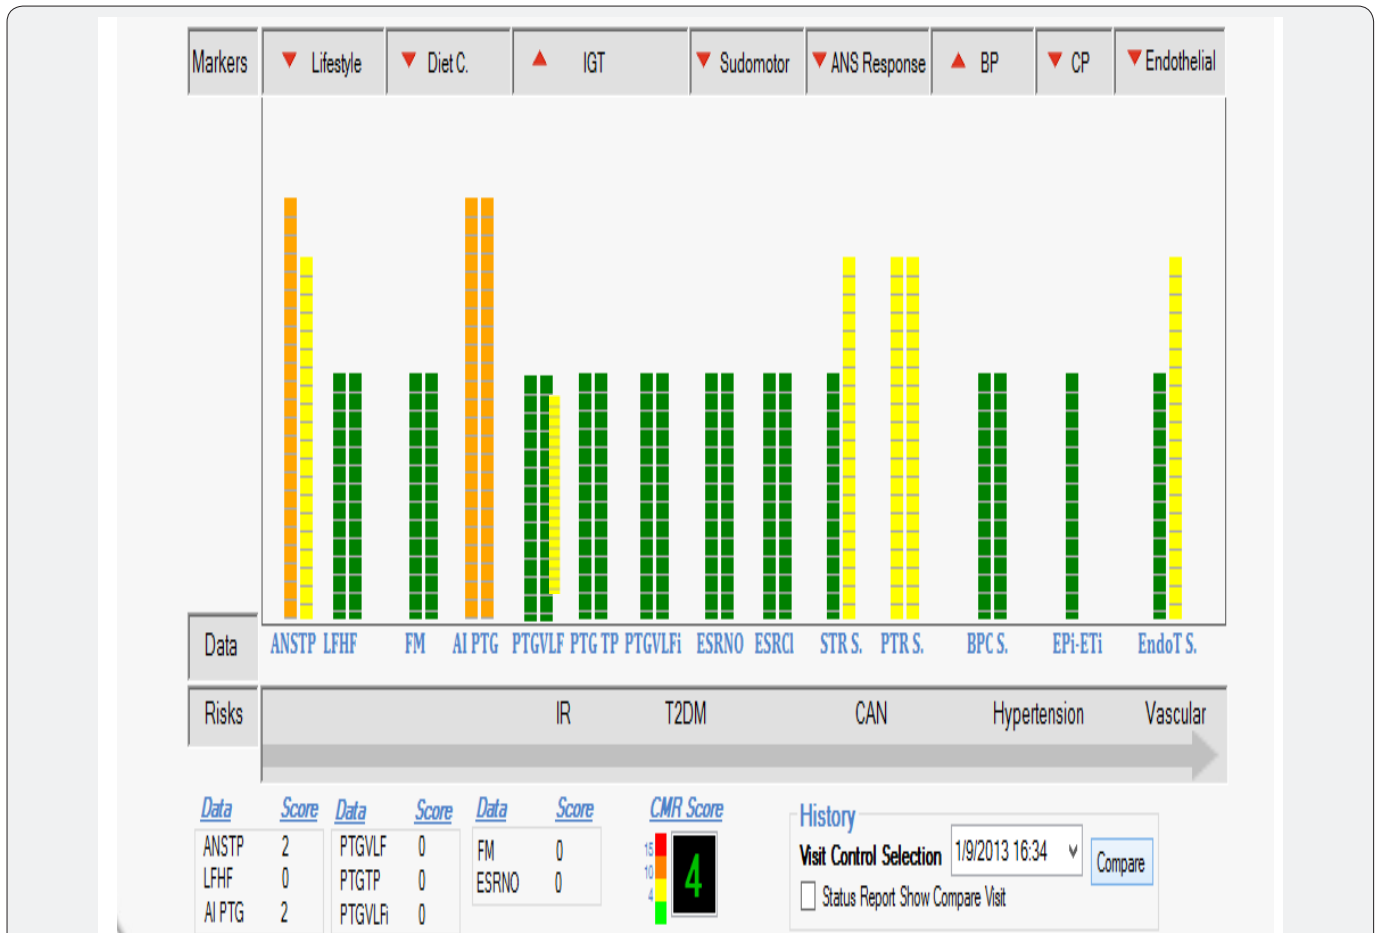 Markers Lifestyle Diet C. IGT Sudomotor ANS Response BP CP Endothelial
Data ANSTP LFHF FM AI PTG PTGVLF PTG TP PTGVLFi ESRNO ESRCl STR S. PTR S. BPC S. EPi-ETi EndoT S.
Risks IR T2DM CAN Hypertension Vascular
Data Score Data Score Data Score CMR Score History
ANSTP 2 PTGVLF 0 FM 0 15 Visit Control Selection 1/9/2013 16:34 Compare
LFHF 0 PTGTP 0 ESRNO 0 10 4 Status Report Show Compare Visit
AI PTG 2 PTGVLFi 0 4